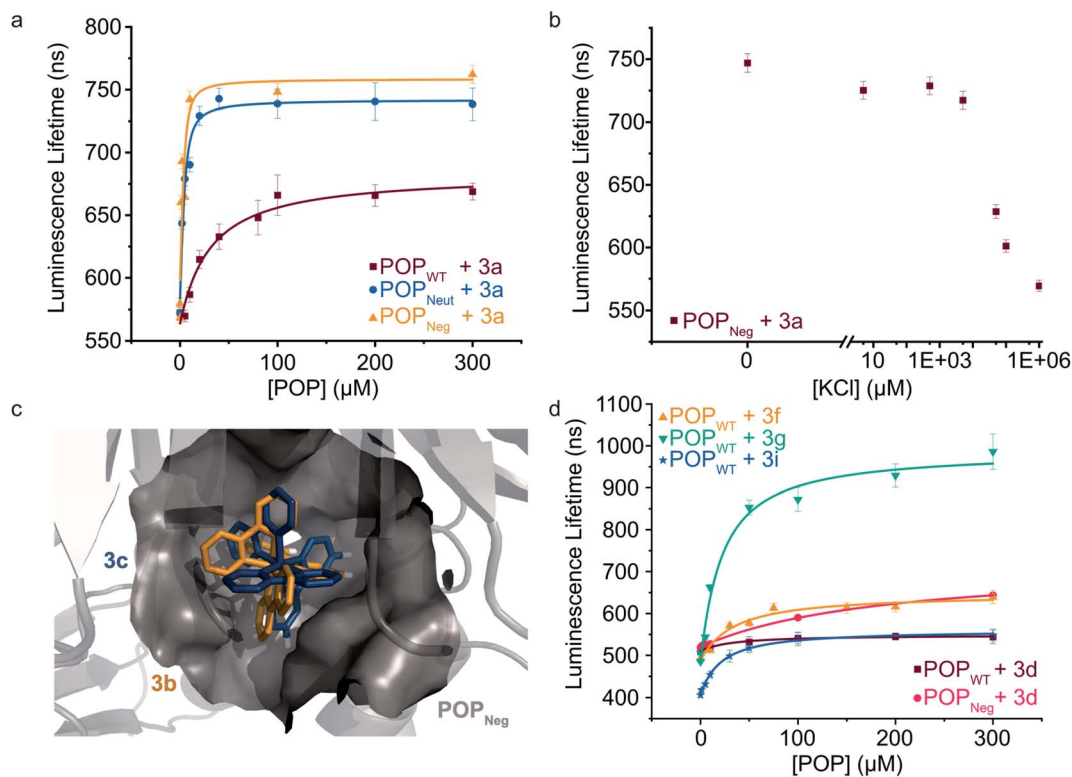 a
800
750
700
650
600
550
Luminescence Lifetime (ns)
0
100
200
300
[POP] (µM)
POPWT + 3a
POPNeut + 3a
POPNeg + 3a
b
750
700
650
600
550
Luminescence Lifetime (ns)
0
10
1E+03
1E+06
[KCl] (µM)
POPNeg + 3a
c
3c
3b
POPNeg
d
1100
1000
900
800
700
600
500
400
Luminescence Lifetime (ns)
0
100
200
300
[POP] (µM)
POPWT + 3f
POPWT + 3g
POPWT + 3i
POPWT + 3d
POPNeg + 3d